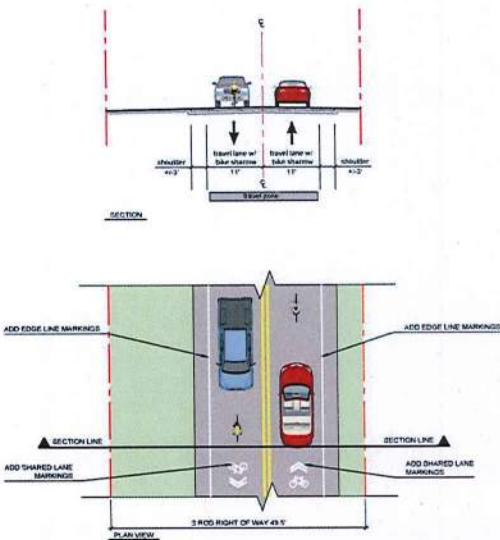 ℄
travel lane w/ travel lane w/
shoulder bike sharrow bike sharrow shoulder
+/-3' 11' 11' +/-3'
℄
travel zone
SECTION
ADD EDGE LINE MARKINGS
ADD EDGE LINE MARKINGS
SECTION LINE
SECTION LINE
ADD SHARED LANE
MARKINGS
ADD SHARED LANE
MARKINGS
3 ROD RIGHT OF WAY 49.5'
PLAN VIEW